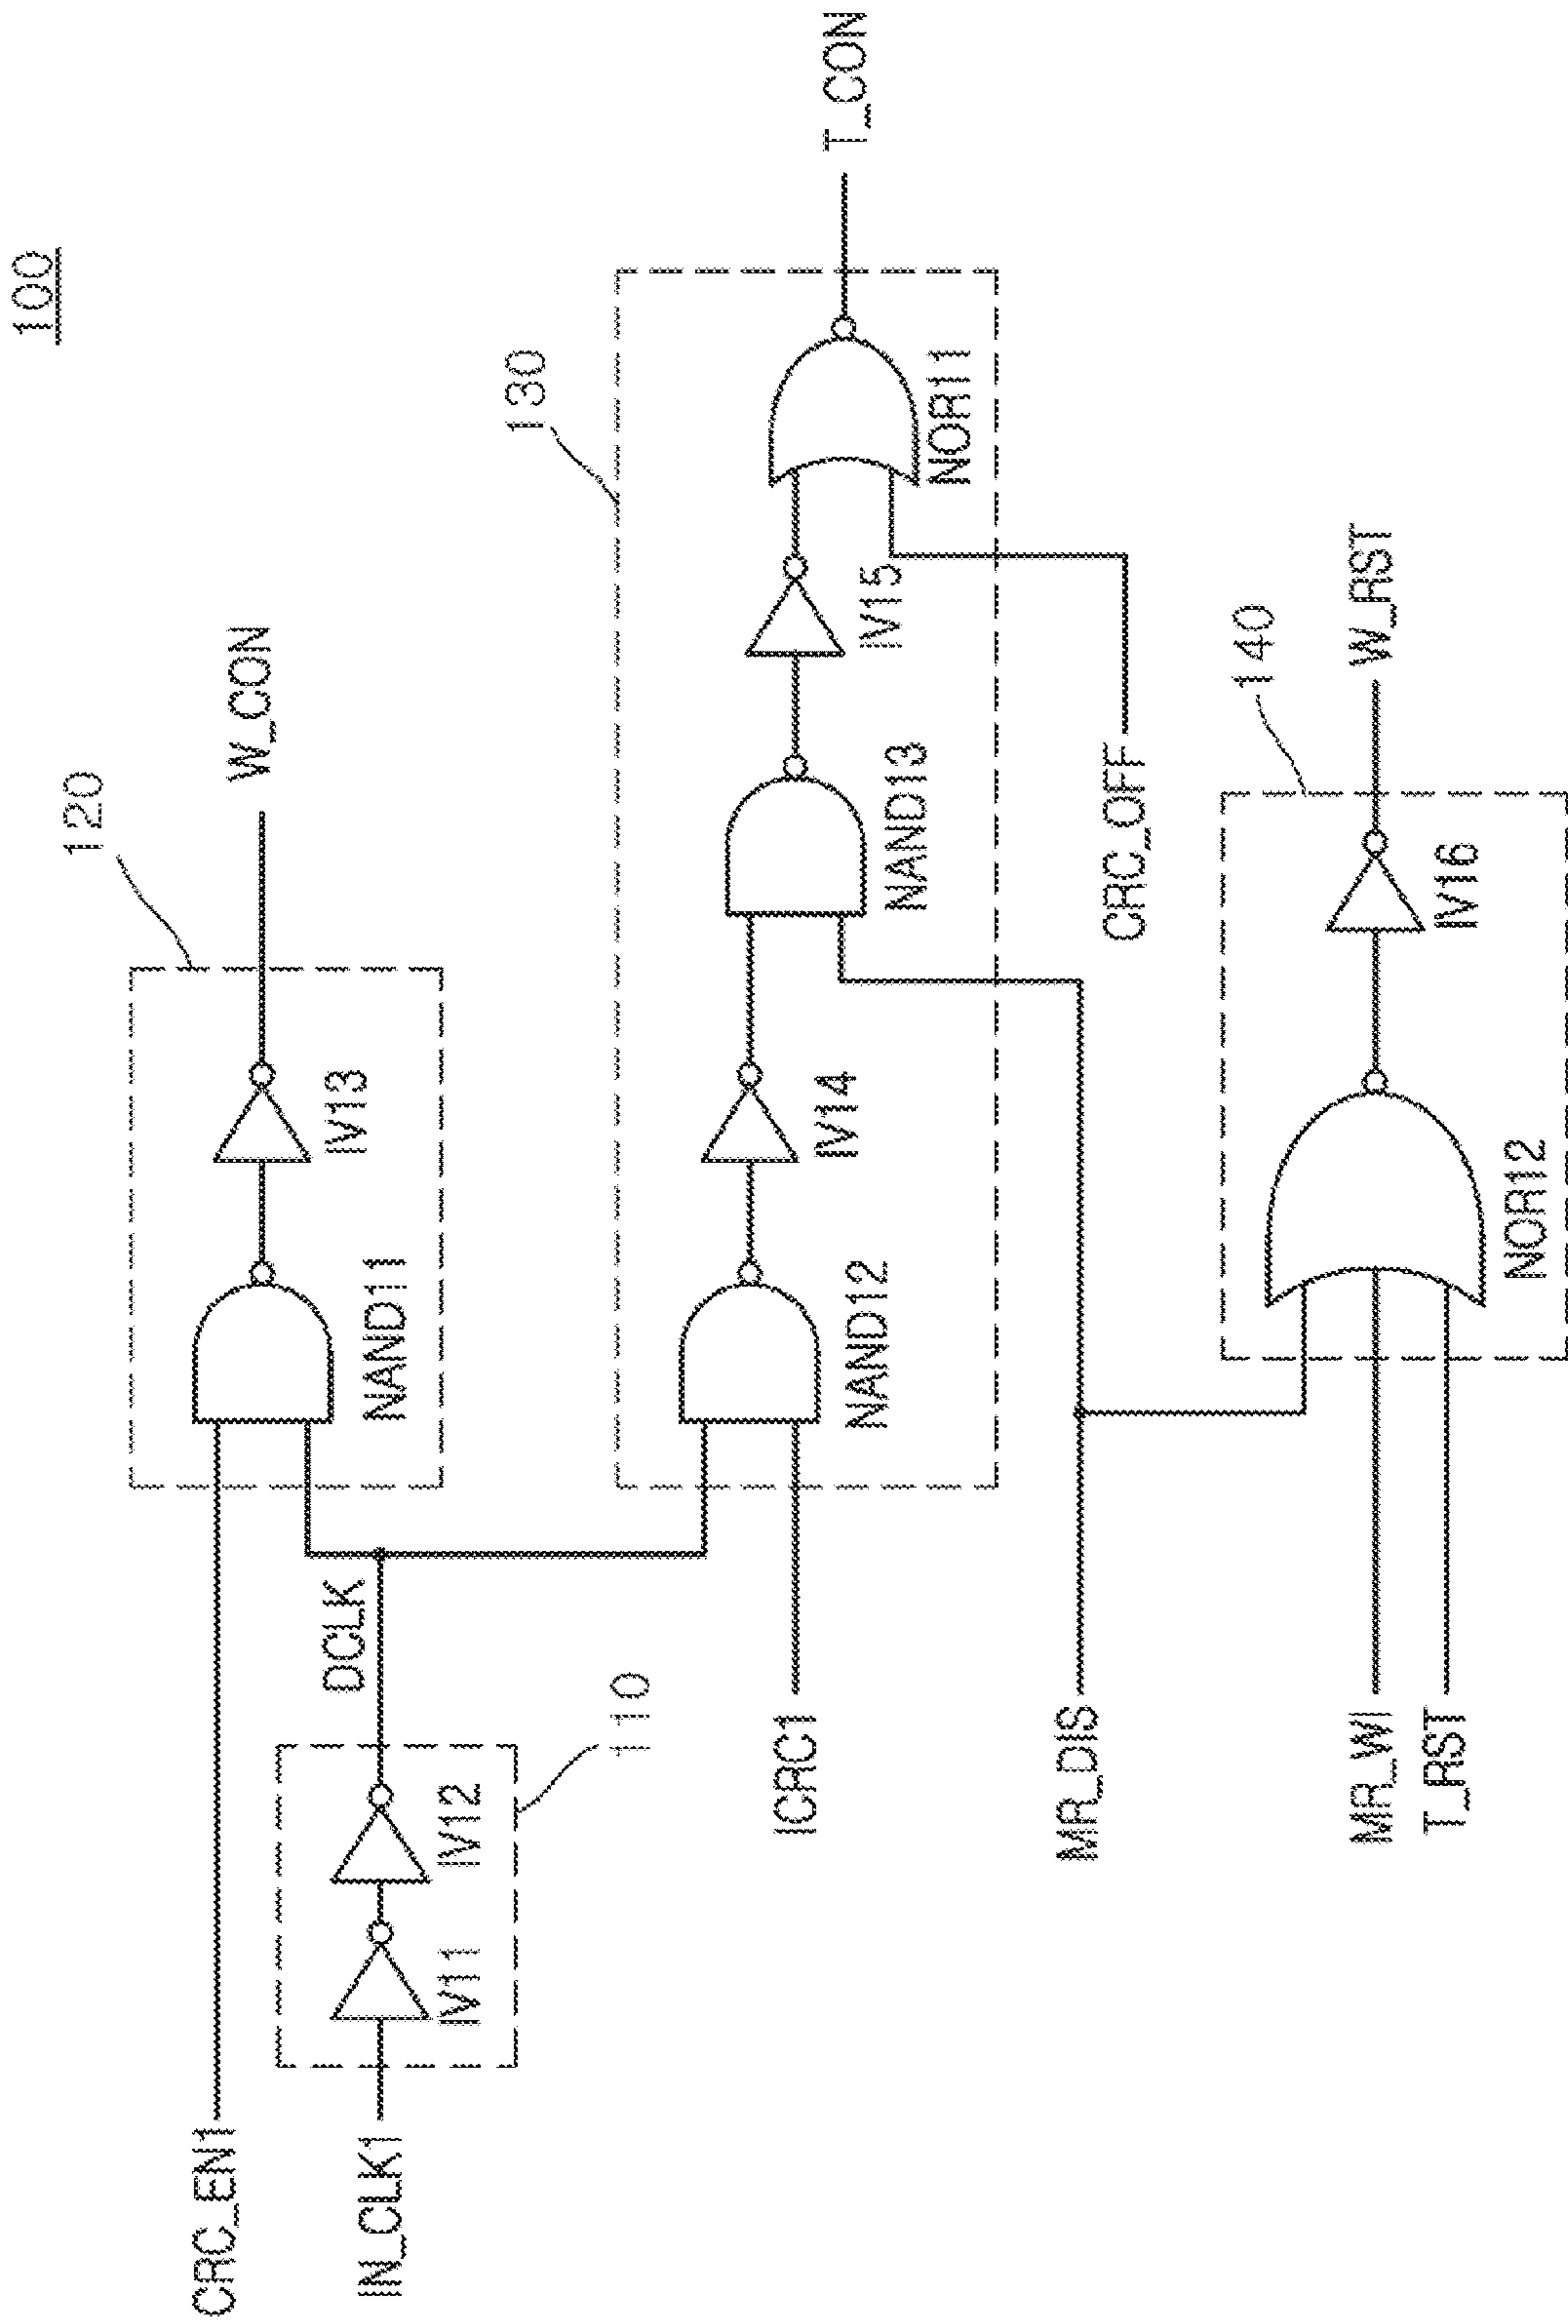 100
CRC_EN1
IN_CLK1
110
IV11
IV12
DCLK
120
NAND11
IV13
W_CON
130
ICRC1
NAND12
IV14
NAND13
IV15
NOR11
T_CON
MR_DIS
CRC_OFF
140
MR_WI
T_RST
NOR12
IV16
W_RST